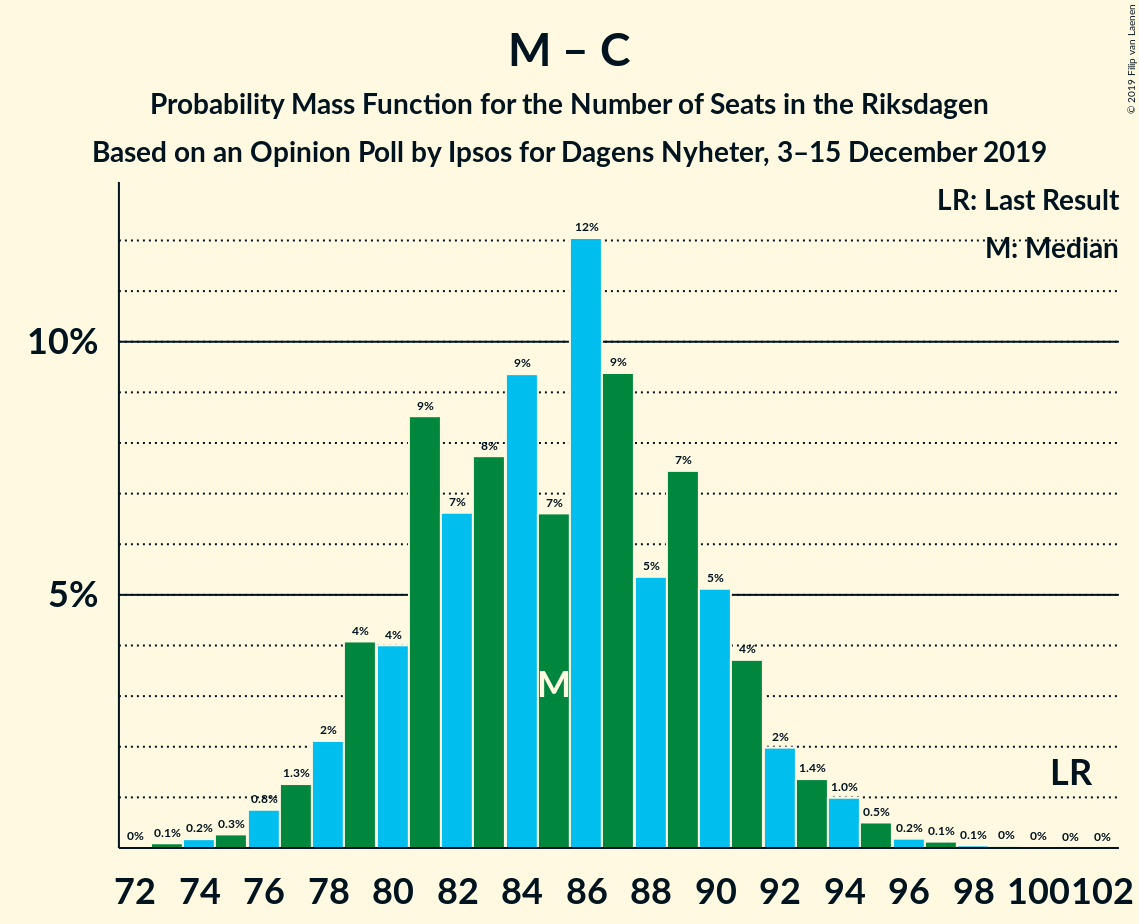 M – C
Probability Mass Function for the Number of Seats in the Riksdagen
Based on an Opinion Poll by Ipsos for Dagens Nyheter, 3–15 December 2019
© 2019 Filip van Laenen
LR: Last Result
M: Median
10%
5%
0% 0.1% 0.2% 0.3% 0.8% 1.3% 2% 4% 4% 9% 7% 8% 9% 7% 12% 9% 5% 7% 5% 4% 2% 1.4% 1.0% 0.5% 0.2% 0.1% 0.1% 0% 0% 0% 0%
M
LR
72 74 76 78 80 82 84 86 88 90 92 94 96 98 100 102